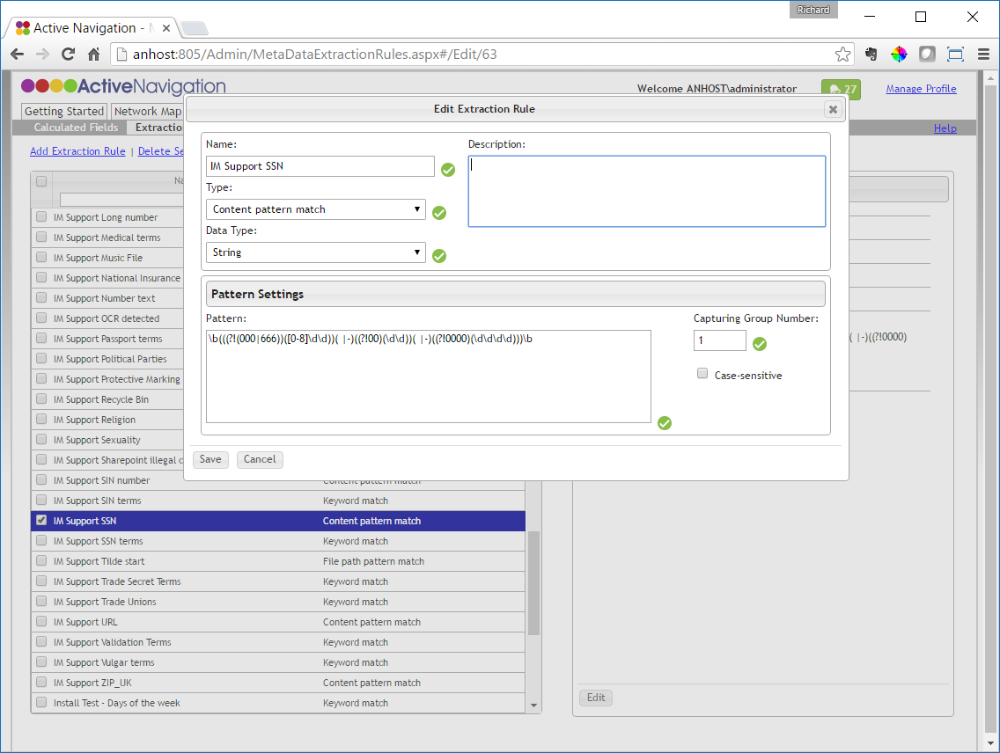 Richard
Active Navigation - N
anhost:805/Admin/MetaDataExtractionRules.aspx#/Edit/63
ActiveNavigation
Welcome ANHOST\administrator
27
Manage Profile
Getting Started
Network Map
Calculated Fields
Extractio
Help
Add Extraction Rule | Delete Se
Na
Edit Extraction Rule
Name:
Description:
IM Support SSN
Type:
Content pattern match
Data Type:
String
Pattern Settings
Pattern:
Capturing Group Number:
\b(((?!(000|666))([0-8]\d\d))( |-)((?!00)(\d\d))( |-)((?!0000)(\d\d\d\d)))\b
1
Case-sensitive
Save
Cancel
( |-)((?!0000)
IM Support Long number
IM Support Medical terms
IM Support Music File
IM Support National Insurance
IM Support Number text
IM Support OCR detected
IM Support Passport terms
IM Support Political Parties
IM Support Protective Marking
IM Support Recycle Bin
IM Support Religion
IM Support Sexuality
IM Support Sharepoint illegal c
IM Support SIN number Content pattern match
IM Support SIN terms Keyword match
IM Support SSN Content pattern match
IM Support SSN terms Keyword match
IM Support Tilde start File path pattern match
IM Support Trade Secret Terms Keyword match
IM Support Trade Unions Keyword match
IM Support URL Content pattern match
IM Support Validation Terms Keyword match
IM Support Vulgar terms Keyword match
IM Support ZIP_UK Content pattern match
Install Test - Days of the week Keyword match
Edit